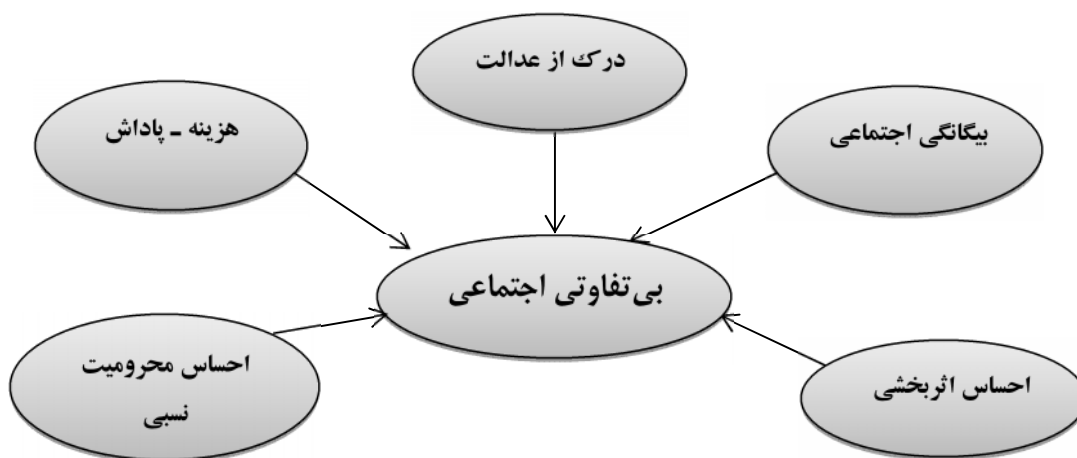 درک از عدالت
هزینه ـ پاداش
بیگانگی اجتماعی
بی‌تفاوتی اجتماعی
احساس محرومیت
نسبی
احساس اثربخشی